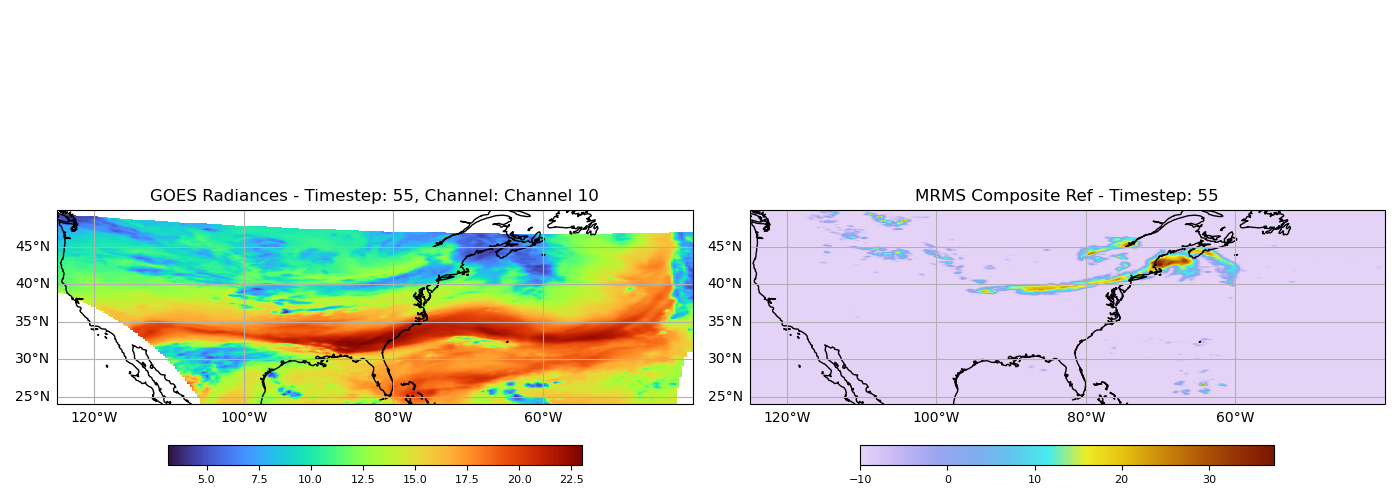 GOES Radiances - Timestep: 55, Channel: Channel 10
MRMS Composite Ref - Timestep: 55
45°N
40°N
35°N
30°N
25°N
120°W 100°W 80°W 60°W
45°N
40°N
35°N
30°N
25°N
120°W 100°W 80°W 60°W
5.0 7.5 10.0 12.5 15.0 17.5 20.0 22.5
−10 0 10 20 30